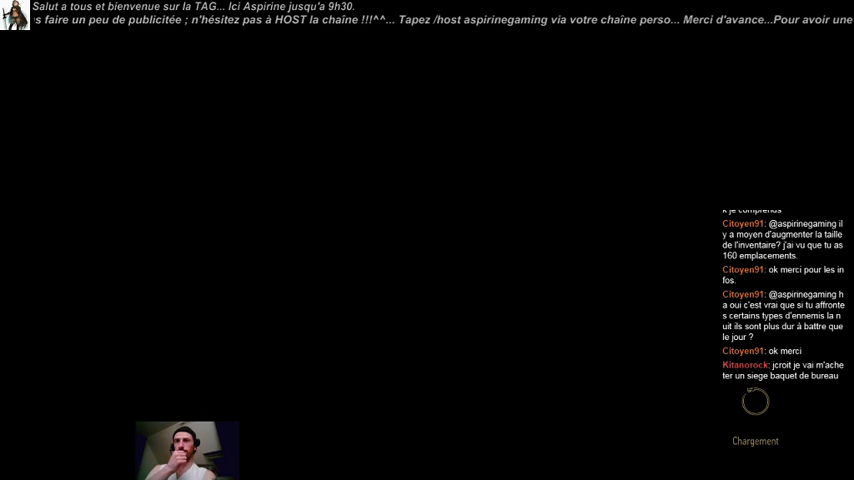 Salut a tous et bienvenue sur la TAG... Ici Aspirine jusqu'a 9h30.
s faire un peu de publicitée ; n'hésitez pas à HOST la chaîne !!!^^... Tapez /host aspirinegaming via votre chaîne perso... Merci d'avance...Pour avoir une
k je comprends
Citoyen91: @aspirinegaming il
y a moyen d'augmenter la taille
de l'inventaire? j'ai vu que tu as
160 emplacements.
Citoyen91: ok merci pour les in
fos.
Citoyen91: @aspirinegaming h
a oui c'est vrai que si tu affronte
s certains types d'ennemis la n
uit ils sont plus dur à battre que
le jour ?
Citoyen91: ok merci
Kitanorock: jcroit je vai m'ache
ter un siege baquet de bureau
Chargement